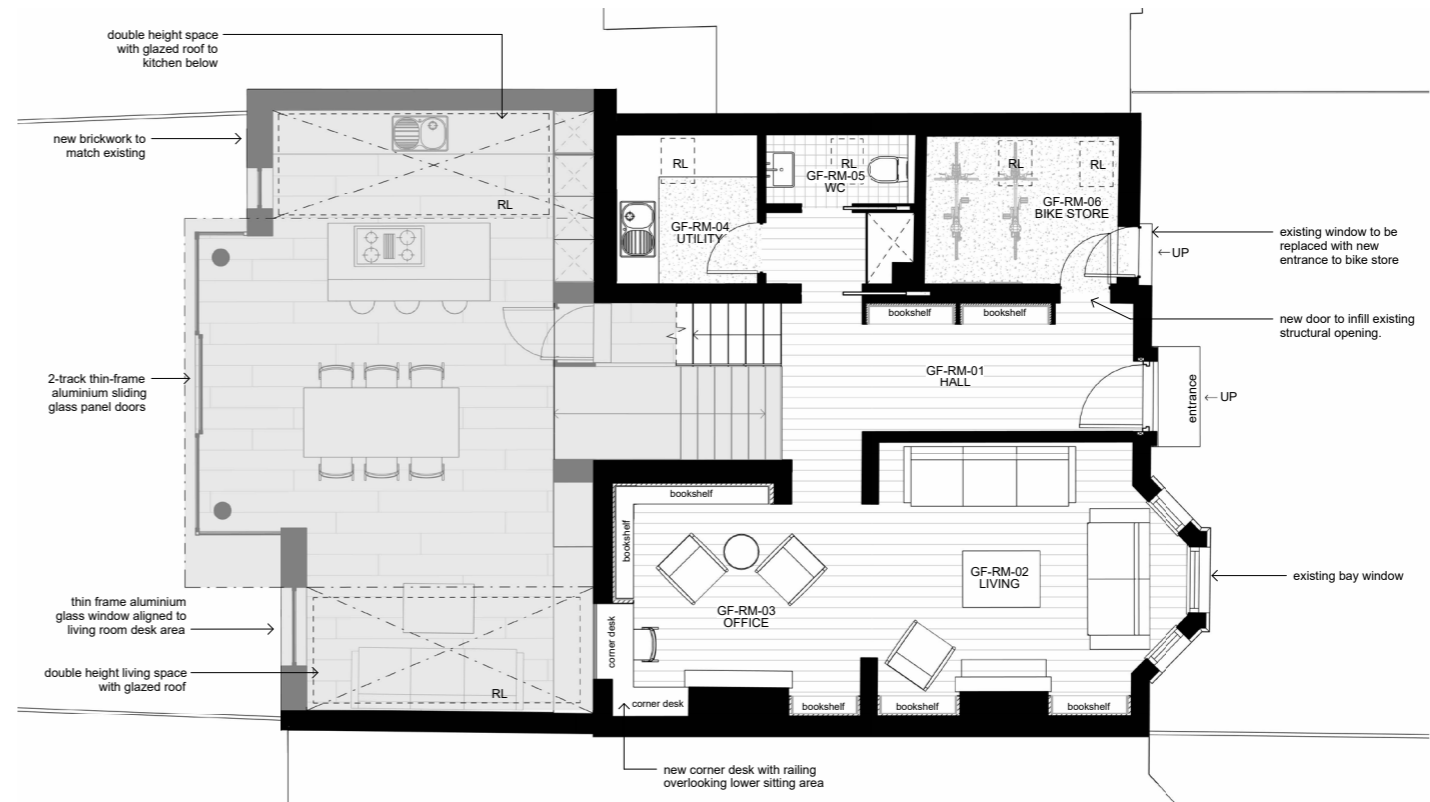 double height space
with glazed roof to
kitchen below
new brickwork to
match existing
2-track thin-frame
aluminium sliding
glass panel doors
thin frame aluminium
glass window aligned to
living room desk area
double height living space
with glazed roof
RL
RL
RL
GF-RM-04
UTILITY
RL
GF-RM-05
WC
RL
RL
GF-RM-06
BIKE STORE
UP
existing window to be
replaced with new
entrance to bike store
bookshelf
bookshelf
new door to infill existing
structural opening.
GF-RM-01
HALL
entrance
UP
bookshelf
bookshelf
GF-RM-03
OFFICE
GF-RM-02
LIVING
existing bay window
corner desk
corner desk
bookshelf
bookshelf
bookshelf
new corner desk with railing
overlooking lower sitting area